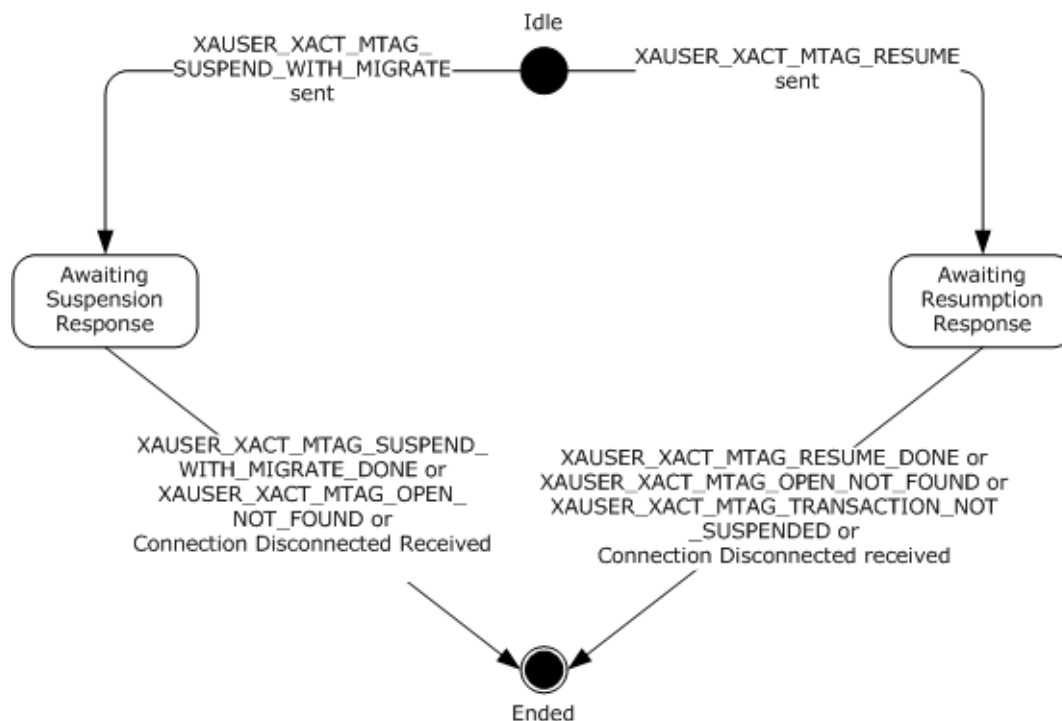 Idle
XAUSER_XACT_MTAG_
SUSPEND_WITH_MIGRATE
sent
XAUSER_XACT_MTAG_RESUME
sent
Awaiting
Suspension
Response
Awaiting
Resumption
Response
XAUSER_XACT_MTAG_SUSPEND_
WITH_MIGRATE_DONE or
XAUSER_XACT_MTAG_OPEN_
NOT_FOUND or
Connection Disconnected Received
XAUSER_XACT_MTAG_RESUME_DONE or
XAUSER_XACT_MTAG_OPEN_NOT_FOUND or
XAUSER_XACT_MTAG_TRANSACTION_NOT
_SUSPENDED or
Connection Disconnected received
Ended